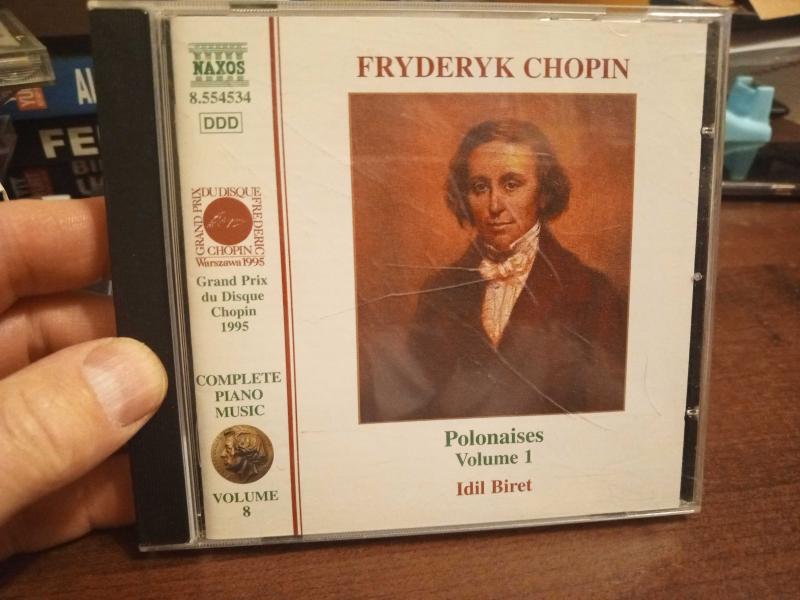 NAXOS
8.554534
DDD
GRAND PRIX DU DISQUE FREDERIC
CHOPIN
Warszawa 1995
Grand Prix
du Disque
Chopin
1995
COMPLETE
PIANO
MUSIC
VOLUME
8
FRYDERYK CHOPIN
Polonaises
Volume 1
Idil Biret